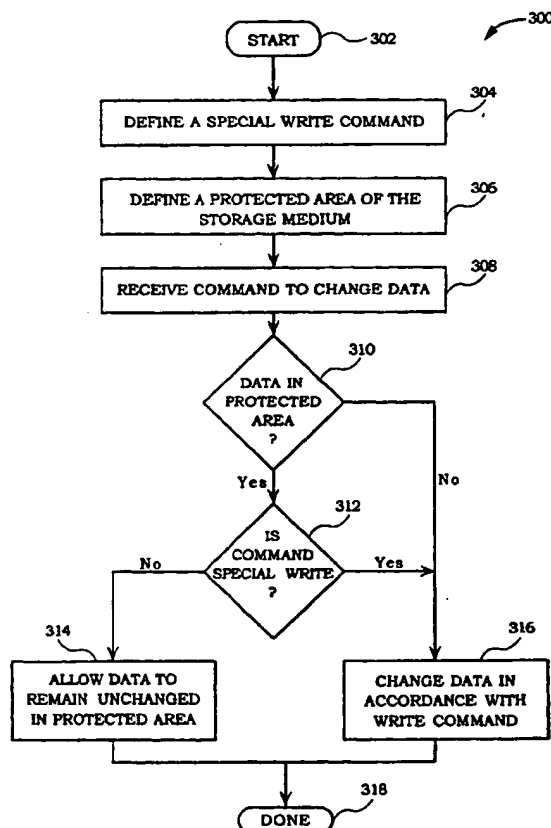 300
START
302
304
DEFINE A SPECIAL WRITE COMMAND
306
DEFINE A PROTECTED AREA OF THE
STORAGE MEDIUM
308
RECEIVE COMMAND TO CHANGE DATA
310
DATA IN
PROTECTED
AREA
?
Yes
No
312
IS
COMMAND
SPECIAL WRITE
?
No
Yes
314
ALLOW DATA TO
REMAIN UNCHANGED
IN PROTECTED AREA
316
CHANGE DATA IN
ACCORDANCE WITH
WRITE COMMAND
318
DONE